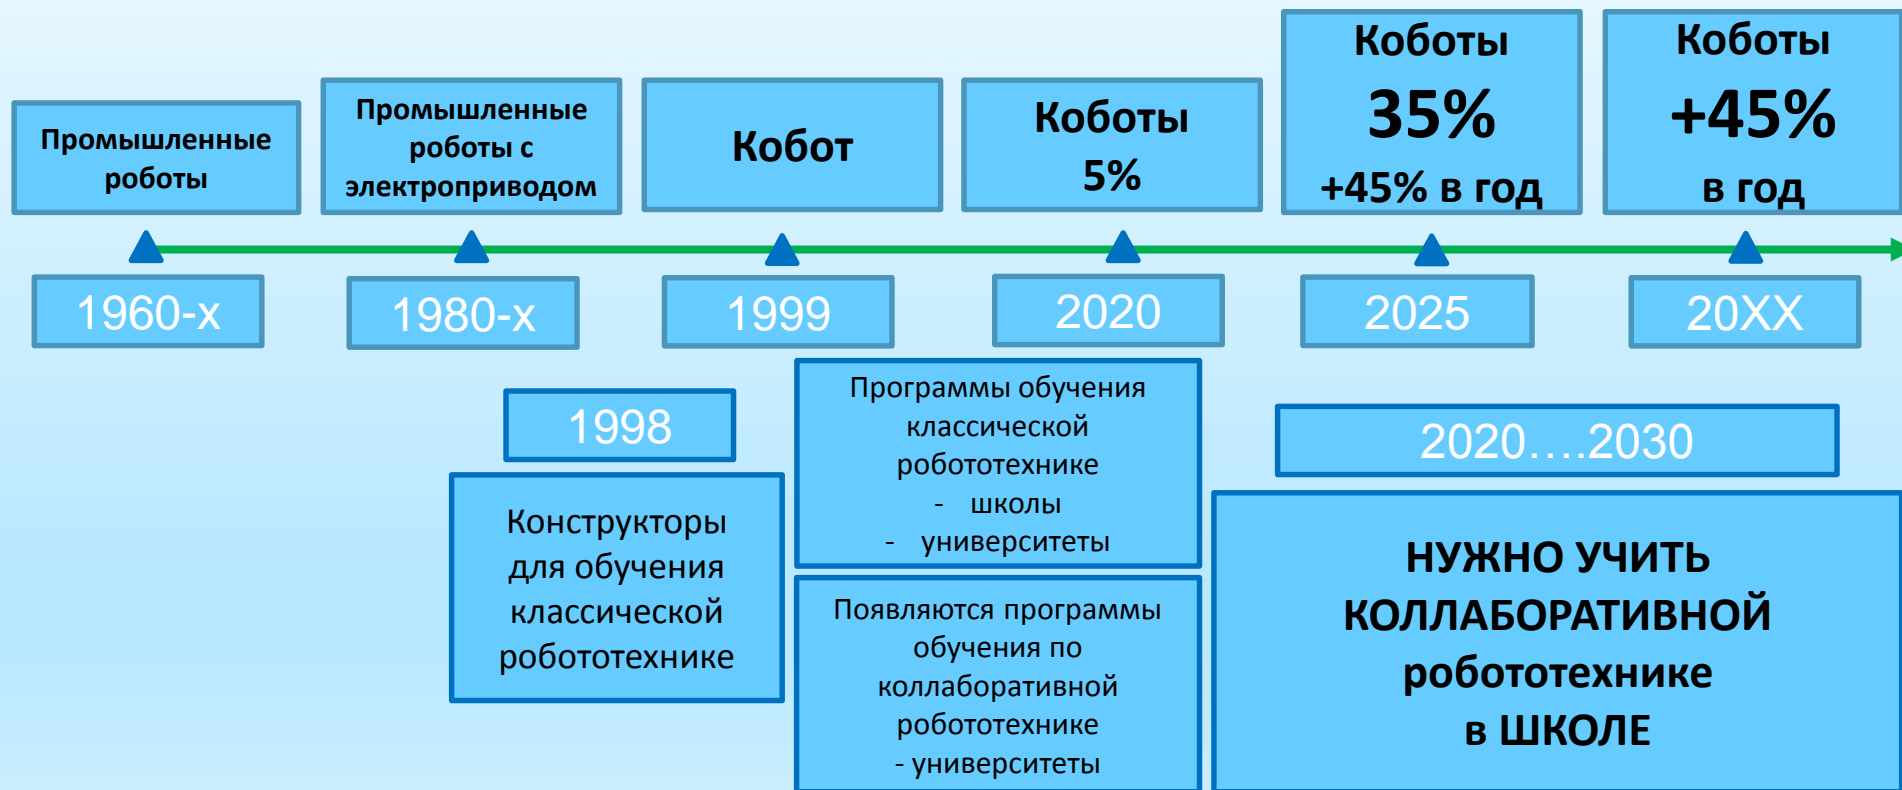 Промышленные
роботы
Промышленные
роботы с
электроприводом
Кобот
Коботы
5%
Коботы
35%
+45% в год
Коботы
+45%
в год
1960-х
1980-х
1999
2020
2025
20XX
1998
Конструкторы
для обучения
классической
робототехнике
Программы обучения
классической
робототехнике
- школы
- университеты
Появляются программы
обучения по
коллаборативной
робототехнике
- университеты
2020....2030
НУЖНО УЧИТЬ
КОЛЛАБОРАТИВНОЙ
робототехнике
в ШКОЛЕ